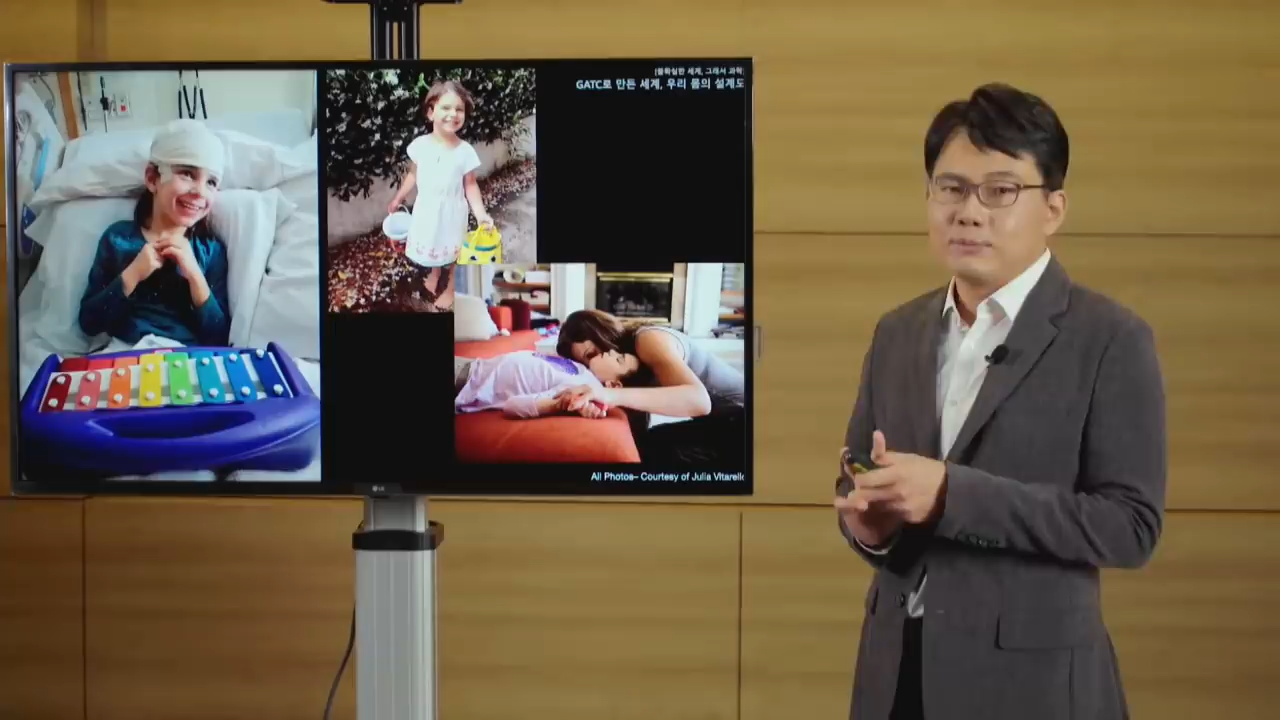 [불확실한 세계, 그래서 과학]
GATC로 만든 세계, 우리 몸의 설계도
All Photos– Courtesy of Julia Vitarello
LG